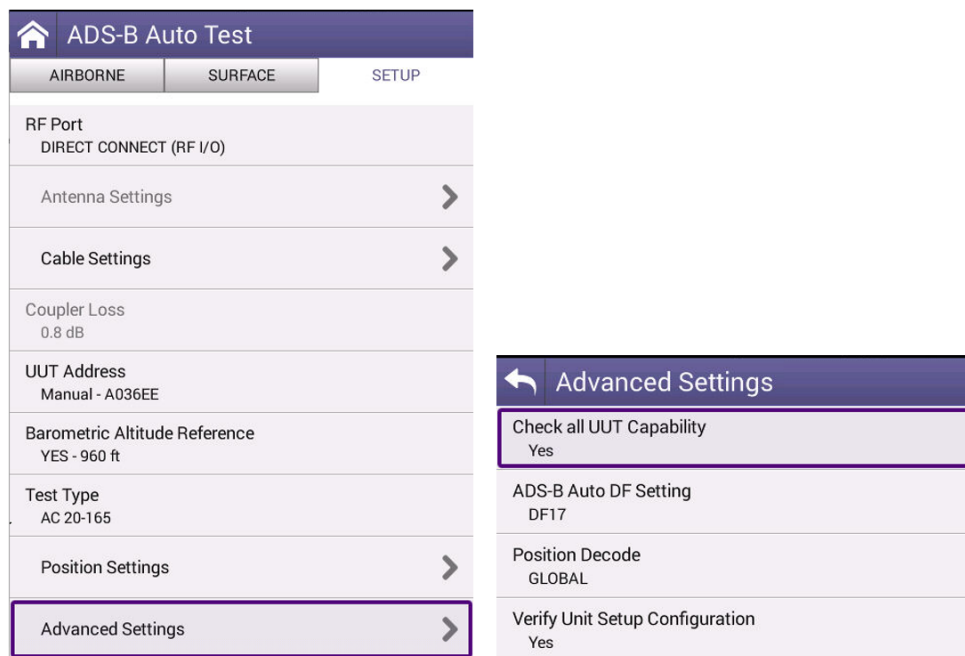 ADS-B Auto Test
AIRBORNE SURFACE SETUP
RF Port
DIRECT CONNECT (RF I/O)
Antenna Settings
Cable Settings
Coupler Loss
0.8 dB
UUT Address
Manual - A036EE
Barometric Altitude Reference
YES - 960 ft
Test Type
AC 20-165
Position Settings
Advanced Settings
Advanced Settings
Check all UUT Capability
Yes
ADS-B Auto DF Setting
DF17
Position Decode
GLOBAL
Verify Unit Setup Configuration
Yes